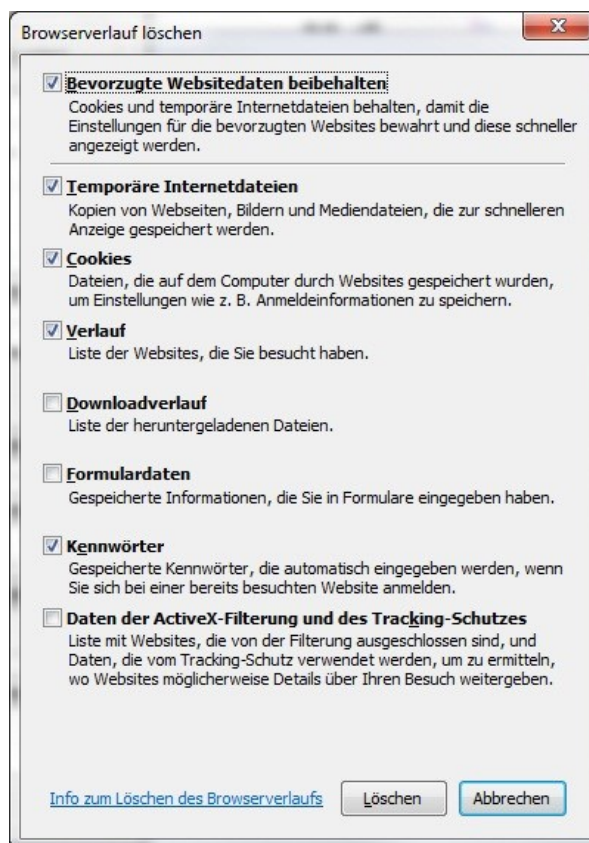 Browserverlauf löschen
Bevorzugte Websitedaten beibehalten
Cookies und temporäre Internetdateien behalten, damit die
Einstellungen für die bevorzugten Websites bewahrt und diese schneller
angezeigt werden.
Temporäre Internetdateien
Kopien von Webseiten, Bildern und Mediendateien, die zur schnelleren
Anzeige gespeichert werden.
Cookies
Dateien, die auf dem Computer durch Websites gespeichert wurden,
um Einstellungen wie z. B. Anmeldeinformationen zu speichern.
Verlauf
Liste der Websites, die Sie besucht haben.
Downloadverlauf
Liste der heruntergeladenen Dateien.
Formulardaten
Gespeicherte Informationen, die Sie in Formulare eingegeben haben.
Kennwörter
Gespeicherte Kennwörter, die automatisch eingegeben werden, wenn
Sie sich bei einer bereits besuchten Website anmelden.
Daten der ActiveX-Filterung und des Tracking-Schutzes
Liste mit Websites, die von der Filterung ausgeschlossen sind, und
Daten, die vom Tracking-Schutz verwendet werden, um zu ermitteln,
wo Websites möglicherweise Details über Ihren Besuch weitergeben.
Info zum Löschen des Browserverlaufs Löschen Abbrechen